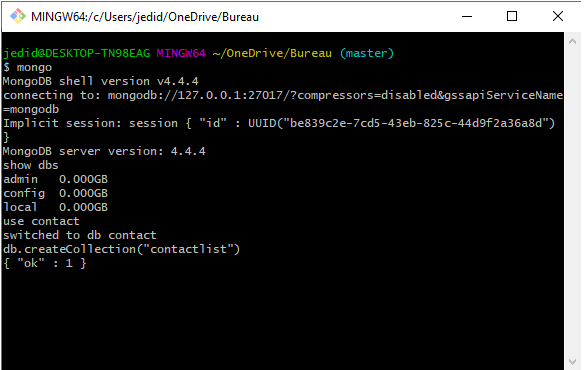 MINGW64:/c/Users/jedid/OneDrive/Bureau
jedid@DESKTOP-TN98EAG MINGW64 ~/OneDrive/Bureau (master)
$ mongo
MongoDB shell version v4.4.4
connecting to: mongodb://127.0.0.1:27017/?compressors=disabled&gssapiServiceName
=mongodb
Implicit session: session { "id" : UUID("be839c2e-7cd5-43eb-825c-44d9f2a36a8d")
}
MongoDB server version: 4.4.4
show dbs
admin   0.000GB
config  0.000GB
local   0.000GB
use contact
switched to db contact
db.createCollection("contactlist")
{ "ok" : 1 }